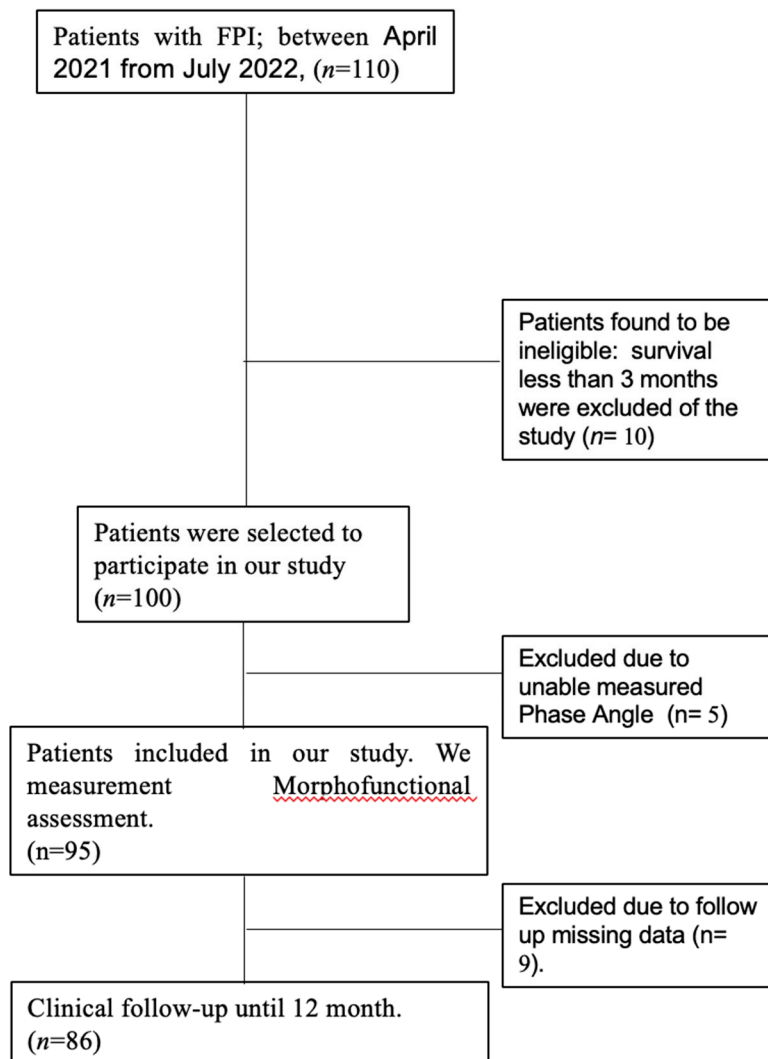 Patients with FPI; between April
2021 from July 2022, (n=110)
Patients found to be
ineligible: survival
less than 3 months
were excluded of the
study (n= 10)
Patients were selected to
participate in our study
(n=100)
Excluded due to
unable measured
Phase Angle (n= 5)
Patients included in our study. We
measurement Morphofunctional
assessment.
(n=95)
Excluded due to follow
up missing data (n=
9).
Clinical follow-up until 12 month.
(n=86)